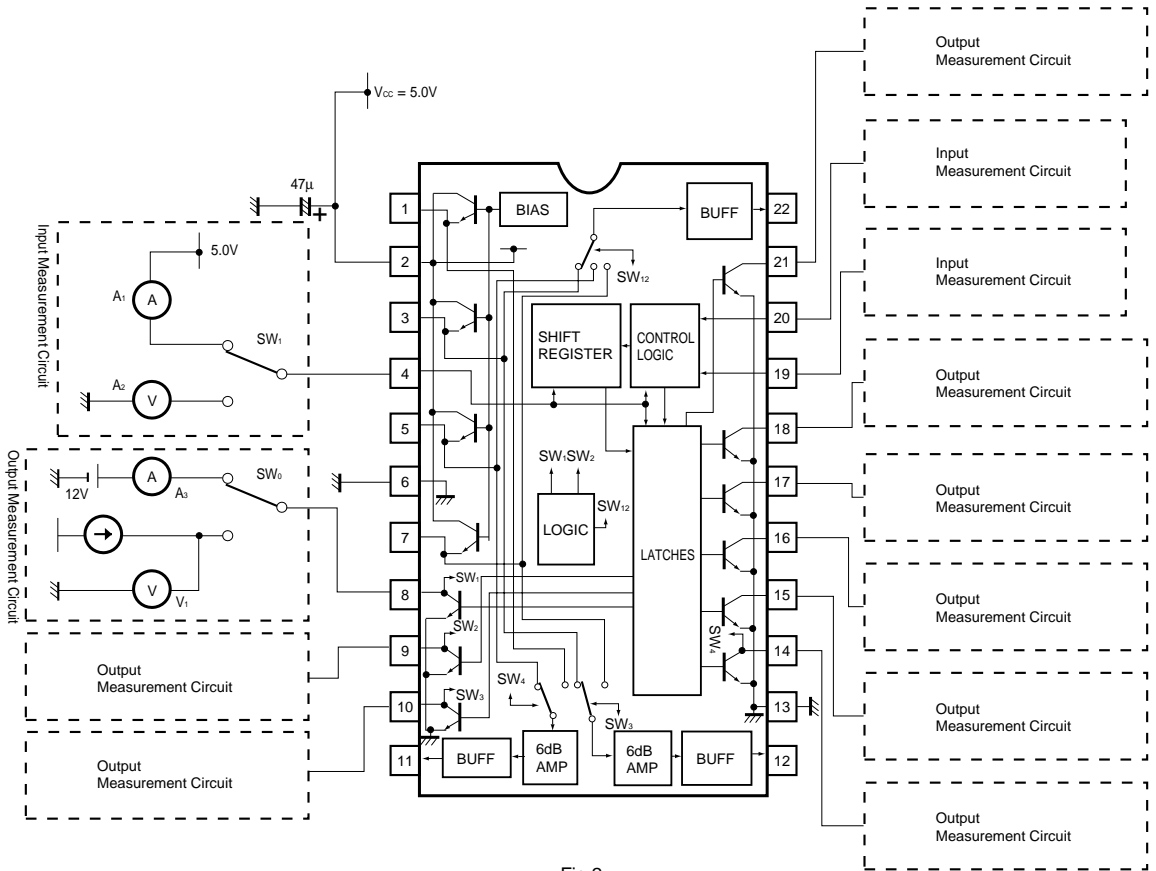 Output
Measurement Circuit
Vcc = 5.0V
Input
Measurement Circuit
47µ
+
1
BIAS
BUFF
22
Input Measurement Circuit
5.0V
2
SW12
21
Input
Measurement Circuit
A1
A
3
SHIFT
REGISTER
CONTROL
LOGIC
20
SW1
4
19
A2
V
Output
Measurement Circuit
5
18
Output Measurement Circuit
12V
A
A3
SW0
6
SW1
SW2
17
Output
Measurement Circuit
LOGIC
SW12
7
LATCHES
16
V
V1
8
SW1
15
Output
Measurement Circuit
SW2
Output
Measurement Circuit
9
SW4
14
SW3
SW4
10
SW3
13
Output
Measurement Circuit
Output
Measurement Circuit
11
BUFF
6dB
AMP
6dB
AMP
BUFF
12
Output
Measurement Circuit